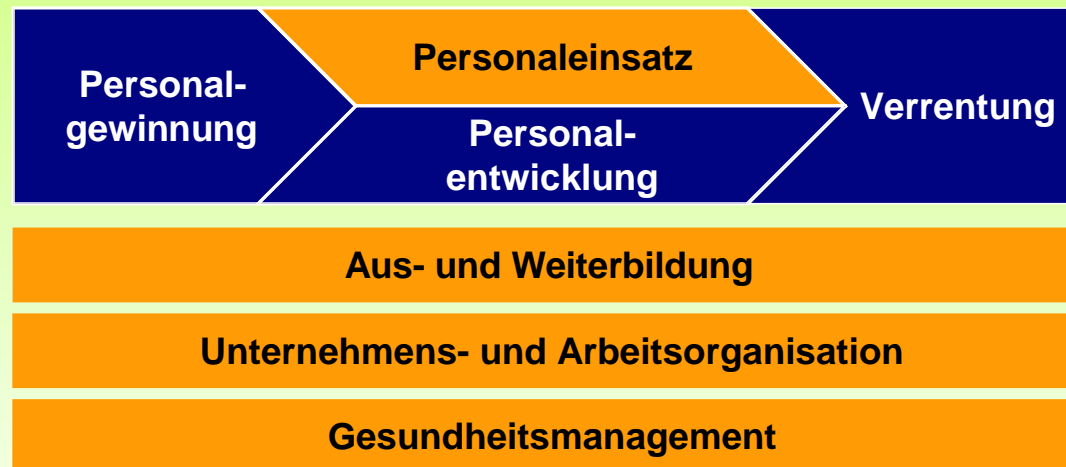 Personal-
gewinnung
Personaleinsatz
Personal-
entwicklung
Verrentung
Aus- und Weiterbildung
Unternehmens- und Arbeitsorganisation
Gesundheitsmanagement